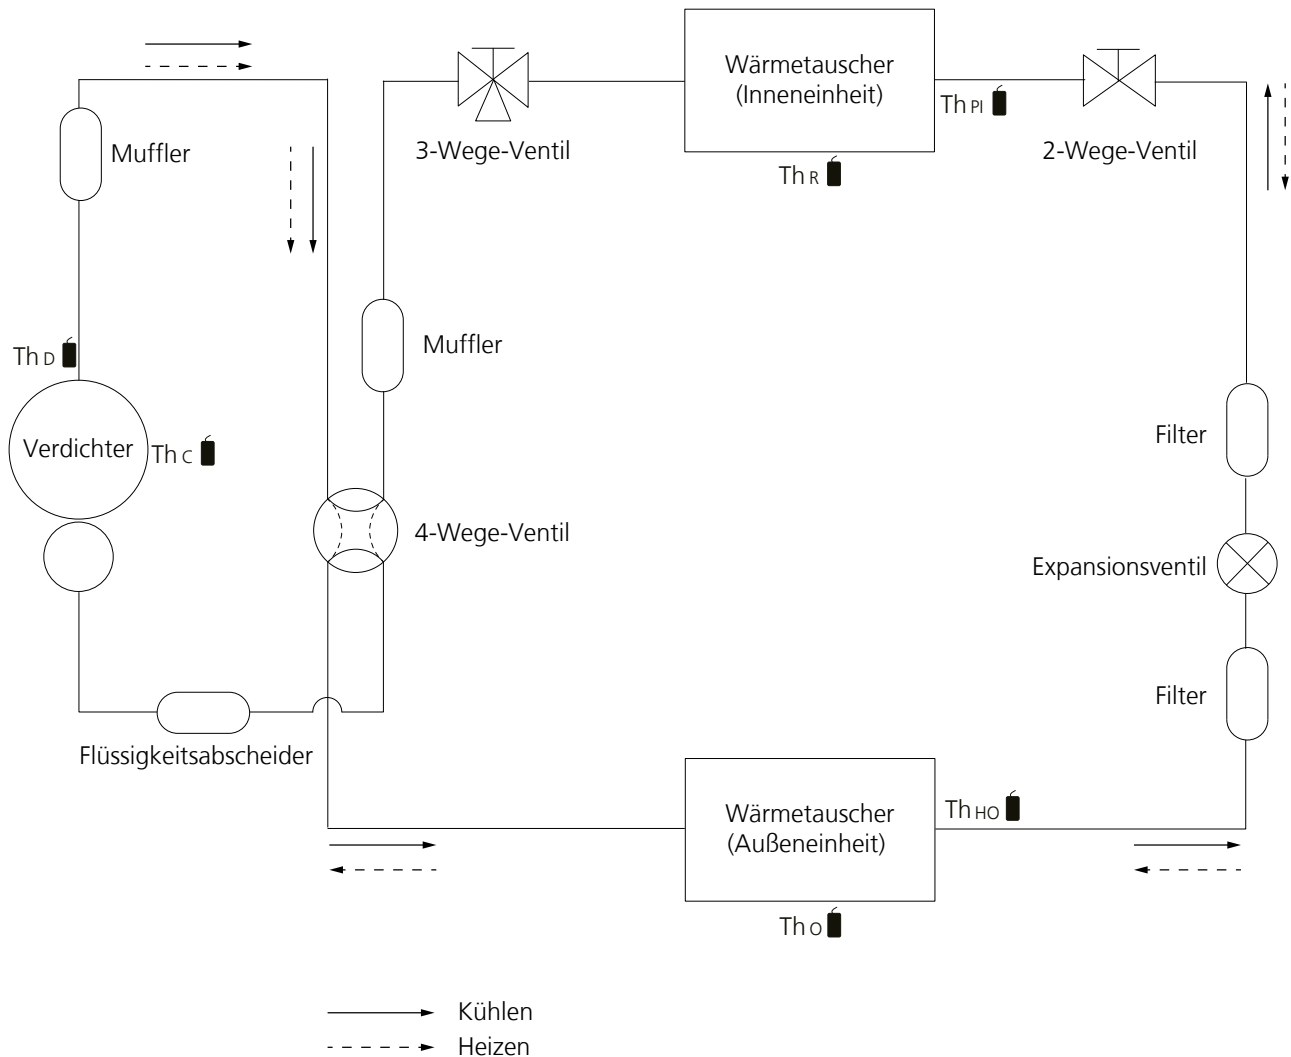 Wärmetauscher
(Inneneinheit)
Th PI
Muffler
3-Wege-Ventil
2-Wege-Ventil
Th R
Muffler
Th D
Verdichter
Th C
Filter
4-Wege-Ventil
Expansionsventil
Filter
Flüssigkeitsabscheider
Wärmetauscher
(Außeneinheit)
Th HO
Th O
Kühlen
Heizen